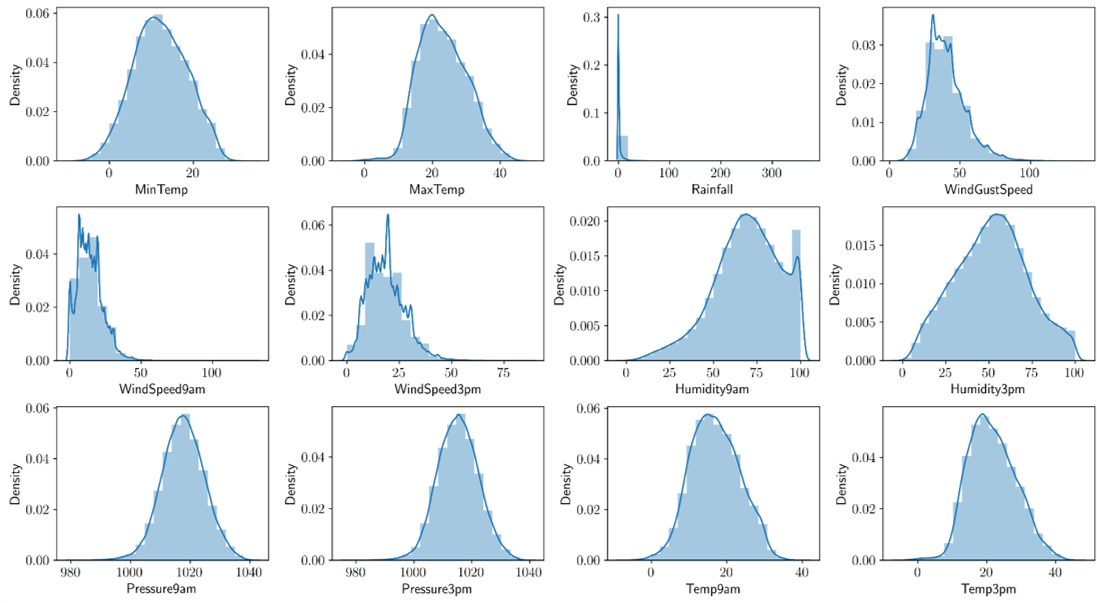 0.06
0.04
0.02
0.00
Density
0 20
MinTemp
0.04
0.02
0.00
Density
0 20 40
MaxTemp
0.3
0.2
0.1
0.0
Density
0 100 200 300
Rainfall
0.03
0.02
0.01
0.00
Density
0 50 100
WindGustSpeed
0.04
0.02
0.00
Density
0 50 100
WindSpeed9am
0.06
0.04
0.02
0.00
Density
0 25 50 75
WindSpeed3pm
0.020
0.015
0.010
0.005
0.000
Density
0 25 50 75 100
Humidity9am
0.015
0.010
0.005
0.000
Density
0 25 50 75 100
Humidity3pm
0.06
0.04
0.02
0.00
Density
980 1000 1020 1040
Pressure9am
0.04
0.02
0.00
Density
980 1000 1020 1040
Pressure3pm
0.06
0.04
0.02
0.00
Density
0 20 40
Temp9am
0.04
0.02
0.00
Density
0 20 40
Temp3pm